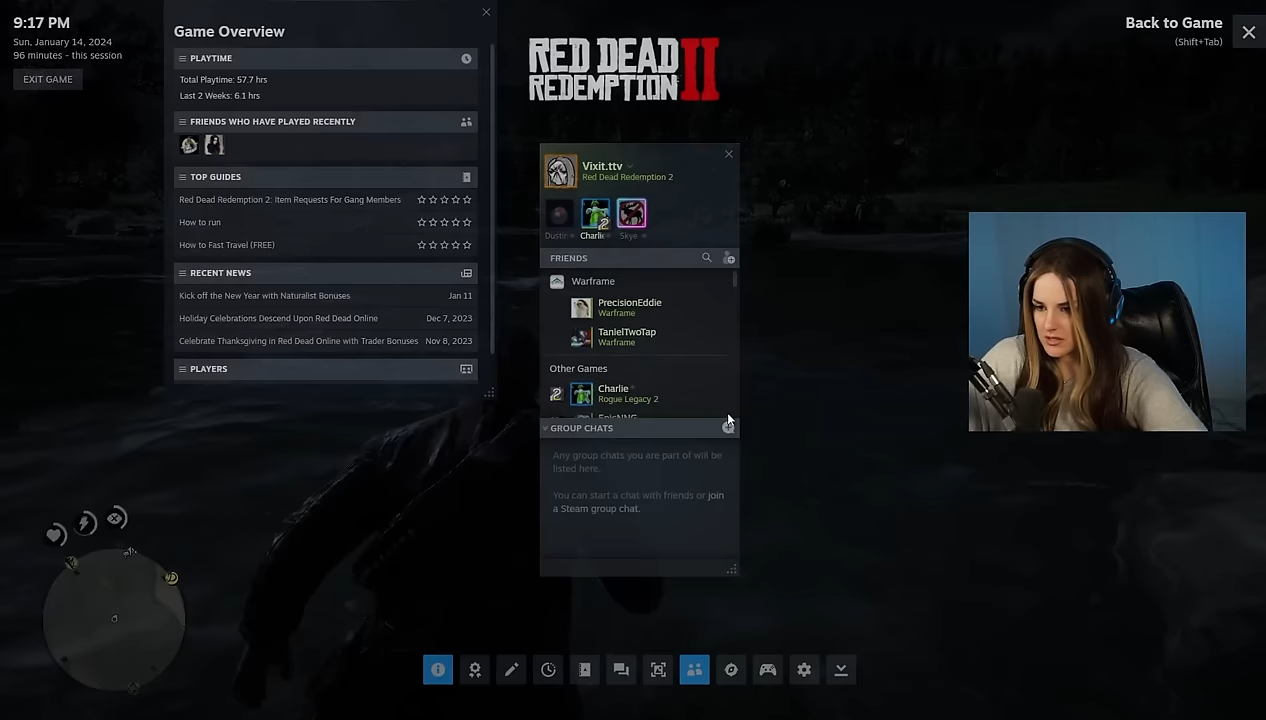 9:17 PM
Sun, January 14, 2024
96 minutes - this session
EXIT GAME
Game Overview
PLAYTIME
Total Playtime: 57.7 hrs
Last 2 Weeks: 6.1 hrs
FRIENDS WHO HAVE PLAYED RECENTLY
TOP GUIDES
Red Dead Redemption 2: Item Requests For Gang Members
How to run
How to Fast Travel (FREE)
RECENT NEWS
Kick off the New Year with Naturalist Bonuses Jan 11
Holiday Celebrations Descend Upon Red Dead Online Dec 7, 2023
Celebrate Thanksgiving in Red Dead Online with Trader Bonuses Nov 8, 2023
PLAYERS
RED DEAD
REDEMPTION II
Vixit.ttv
Red Dead Redemption 2
Dustin Charlie Skye
FRIENDS
Warframe
PrecisionEddie
Warframe
TanielTwoTap
Warframe
Other Games
Charlie
Rogue Legacy 2
EpicNNG
GROUP CHATS
Any group chats you are part of will be
listed here.
You can start a chat with friends or join
a Steam group chat.
Back to Game
(Shift+Tab)